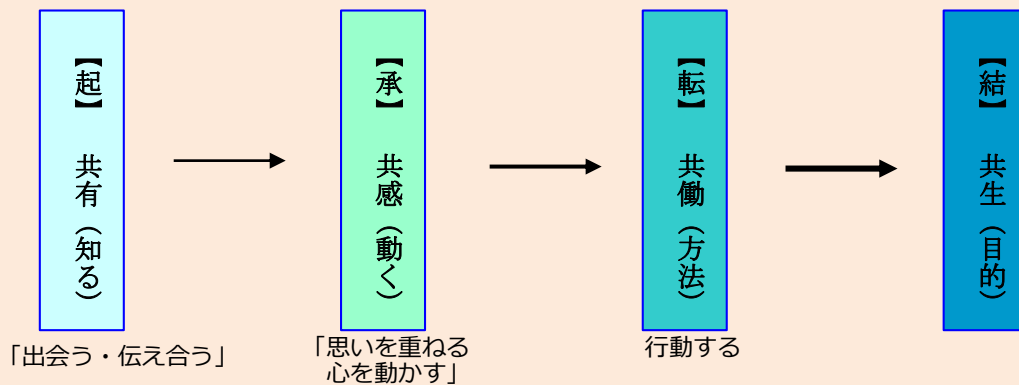 【起】 共有（知る）
【承】 共感（動く）
【転】 共働（方法）
【結】 共生（目的）
「出会う・伝え合う」
「思いを重ねる
心を動かす」
行動する